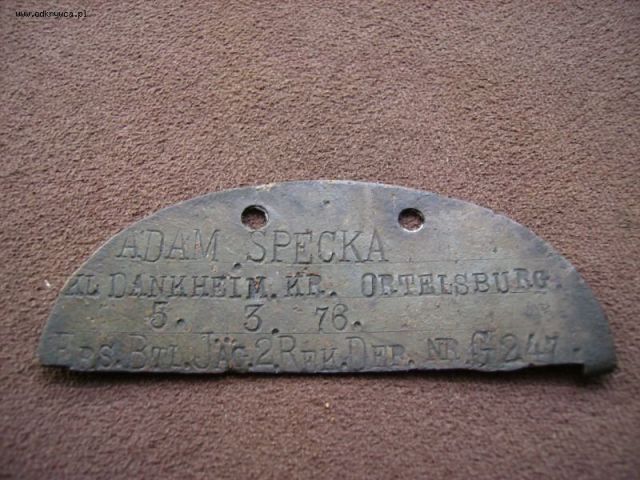 www.odkrywca.pl
ADAM SPECKA
KL DANKHEIM. KR. ORTELSBURG.
5. 3. 76.
ERS. BTL. JÄG. 2. REK. DEP. NR. G 247.